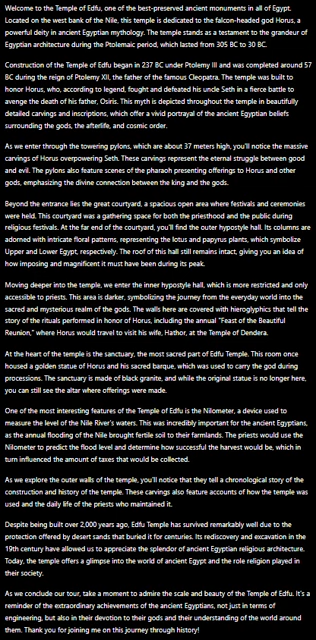 Welcome to the Temple of Edfu, one of the best-preserved ancient monuments in all of Egypt.
Located on the west bank of the Nile, this temple is dedicated to the falcon-headed god Horus, a
powerful deity in ancient Egyptian mythology. The temple stands as a testament to the grandeur of
Egyptian architecture during the Ptolemaic period, which lasted from 305 BC to 30 BC.
Construction of the Temple of Edfu began in 237 BC under Ptolemy III and was completed around 57
BC during the reign of Ptolemy XII, the father of the famous Cleopatra. The temple was built to
honor Horus, who, according to legend, fought and defeated his uncle Seth in a fierce battle to
avenge the death of his father, Osiris. This myth is depicted throughout the temple in beautifully
detailed carvings and inscriptions, which offer a vivid portrayal of the ancient Egyptian beliefs
surrounding the gods, the afterlife, and cosmic order.
As we enter through the towering pylons, which are about 37 meters high, you'll notice the massive
carvings of Horus overpowering Seth. These carvings represent the eternal struggle between good
and evil. The pylons also feature scenes of the pharaoh presenting offerings to Horus and other
gods, emphasizing the divine connection between the king and the gods.
Beyond the entrance lies the great courtyard, a spacious open area where festivals and ceremonies
were held. This courtyard was a gathering space for both the priesthood and the public during
religious festivals. At the far end of the courtyard, you'll find the outer hypostyle hall. Its columns are
adorned with intricate floral patterns, representing the lotus and papyrus plants, which symbolize
Upper and Lower Egypt, respectively. The roof of this hall still remains intact, giving you an idea of
how imposing and magnificent it must have been during its peak.
Moving deeper into the temple, we enter the inner hypostyle hall, which is more restricted and only
accessible to priests. This area is darker, symbolizing the journey from the everyday world into the
sacred and mysterious realm of the gods. The walls here are covered with hieroglyphics that tell the
story of the rituals performed in honor of Horus, including the annual "Feast of the Beautiful
Reunion," where Horus would travel to visit his wife, Hathor, at the Temple of Dendera.
At the heart of the temple is the sanctuary, the most sacred part of Edfu Temple. This room once
housed a golden statue of Horus and his sacred barque, which was used to carry the god during
processions. The sanctuary is made of black granite, and while the original statue is no longer here,
you can still see the altar where offerings were made.
One of the most interesting features of the Temple of Edfu is the Nilometer, a device used to
measure the level of the Nile River's waters. This was incredibly important for the ancient Egyptians,
as the annual flooding of the Nile brought fertile soil to their farmlands. The priests would use the
Nilometer to predict the flood level and determine how successful the harvest would be, which in
turn influenced the amount of taxes that would be collected.
As we explore the outer walls of the temple, you'll notice that they tell a chronological story of the
construction and history of the temple. These carvings also feature accounts of how the temple was
used and the daily life of the priests who maintained it.
Despite being built over 2,000 years ago, Edfu Temple has survived remarkably well due to the
protection offered by desert sands that buried it for centuries. Its rediscovery and excavation in the
19th century have allowed us to appreciate the splendor of ancient Egyptian religious architecture.
Today, the temple offers a glimpse into the world of ancient Egypt and the role religion played in
their society.
As we conclude our tour, take a moment to admire the scale and beauty of the Temple of Edfu. It's a
reminder of the extraordinary achievements of the ancient Egyptians, not just in terms of
engineering, but also in their devotion to their gods and their understanding of the world around
them. Thank you for joining me on this journey through history!